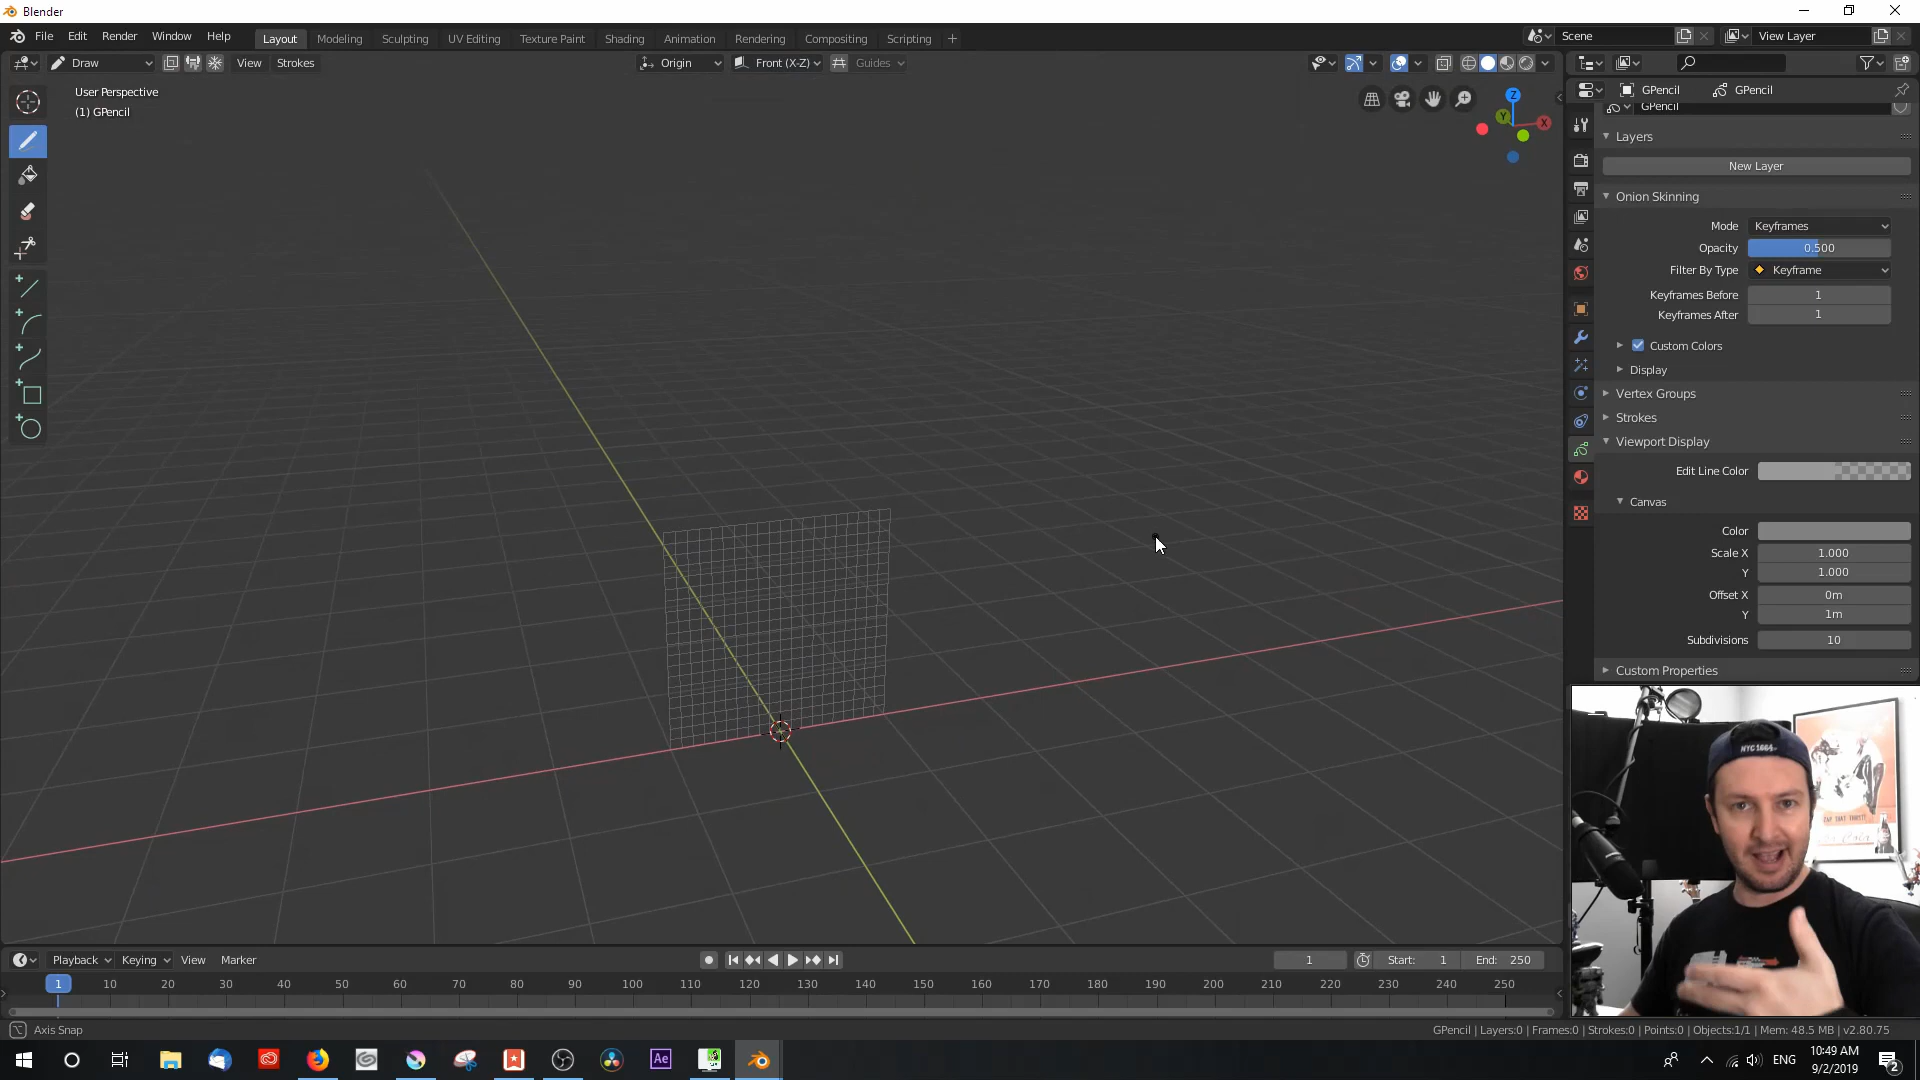 Blender
File Edit Render Window Help
Layout Modeling Sculpting UV Editing Texture Paint Shading Animation Rendering Compositing Scripting +
Scene
View Layer
Draw View Strokes
Origin Front (X-Z) Guides
User Perspective
(1) GPencil
Z
Y
X
GPencil GPencil
GPencil
Layers
New Layer
Onion Skinning
Mode Keyframes
Opacity 0.500
Filter By Type Keyframe
Keyframes Before 1
Keyframes After 1
Custom Colors
Display
Vertex Groups
Strokes
Viewport Display
Edit Line Color
Canvas
Color
Scale X 1.000
Y 1.000
Offset X 0m
Y 1m
Subdivisions 10
Custom Properties
NYC 1664
Playback Keying View Marker
1 Start: 1 End: 250
1 10 20 30 40 50 60 70 80 90 100 110 120 130 140 150 160 170 180 190 200 210 220 230 240 250
Axis Snap
GPencil | Layers:0 | Frames:0 | Strokes:0 | Points:0 | Objects:1/1 | Mem: 48.5 MB | v2.80.75
Ae
ENG
10:49 AM
9/2/2019
2